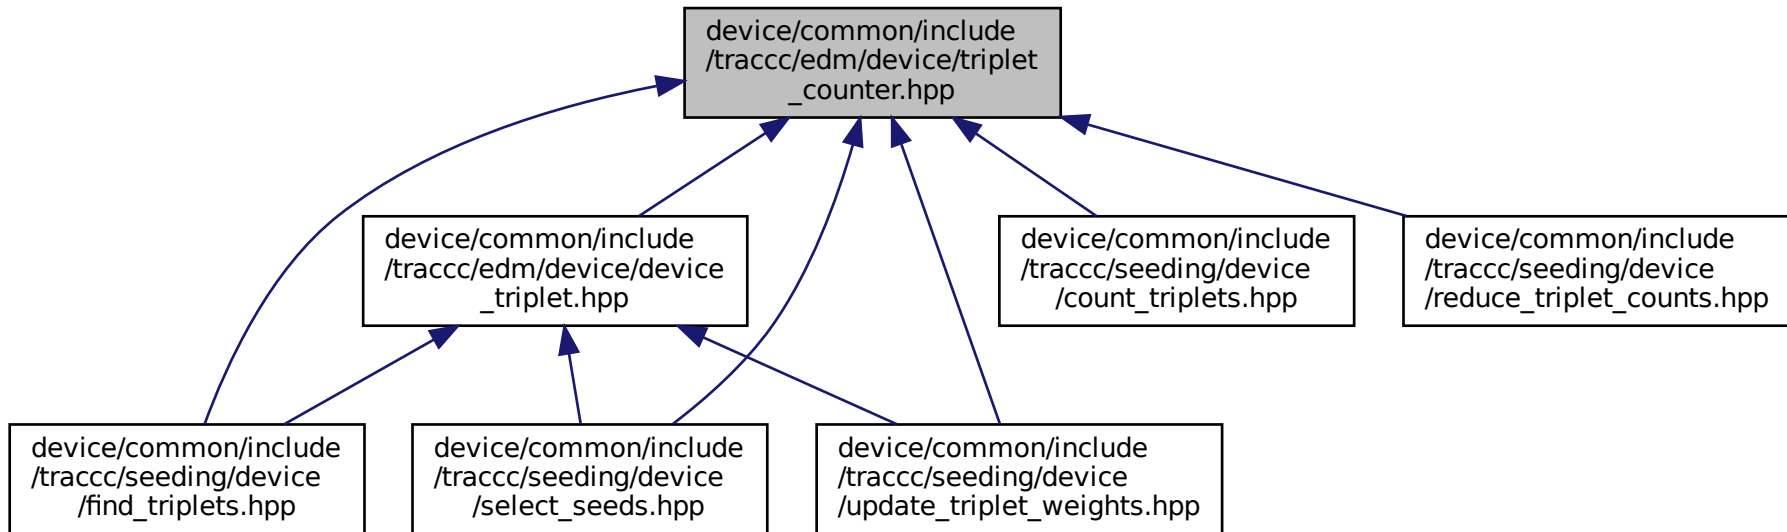 device/common/include
/traccc/edm/device/triplet
_counter.hpp
device/common/include
/traccc/edm/device/device
_triplet.hpp
device/common/include
/traccc/seeding/device
/count_triplets.hpp
device/common/include
/traccc/seeding/device
/reduce_triplet_counts.hpp
device/common/include
/traccc/seeding/device
/find_triplets.hpp
device/common/include
/traccc/seeding/device
/select_seeds.hpp
device/common/include
/traccc/seeding/device
/update_triplet_weights.hpp